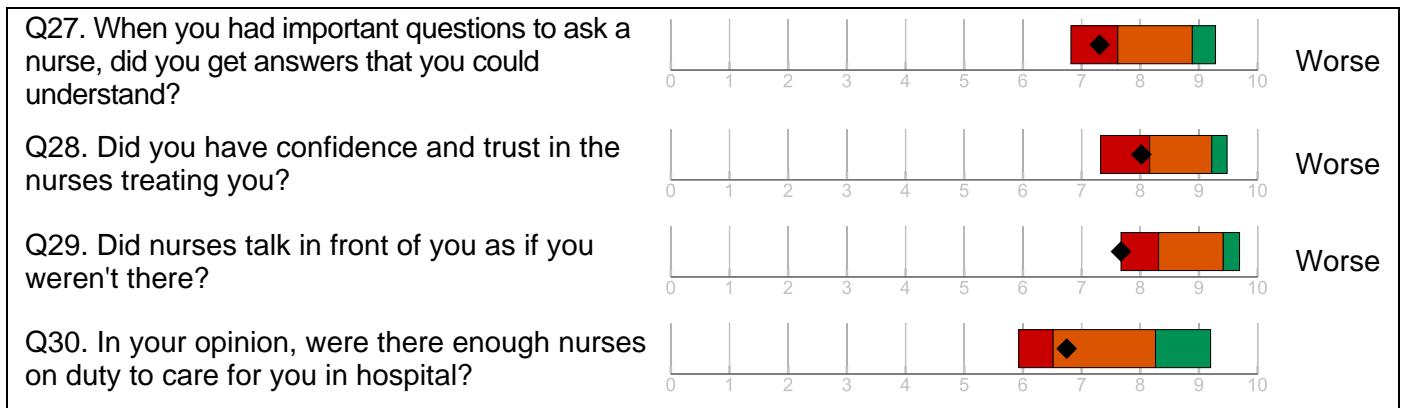 Q27. When you had important questions to ask a
nurse, did you get answers that you could
understand?
0 1 2 3 4 5 6 7 8 9 10
Worse
Q28. Did you have confidence and trust in the
nurses treating you?
0 1 2 3 4 5 6 7 8 9 10
Worse
Q29. Did nurses talk in front of you as if you
weren't there?
0 1 2 3 4 5 6 7 8 9 10
Worse
Q30. In your opinion, were there enough nurses
on duty to care for you in hospital?
0 1 2 3 4 5 6 7 8 9 10